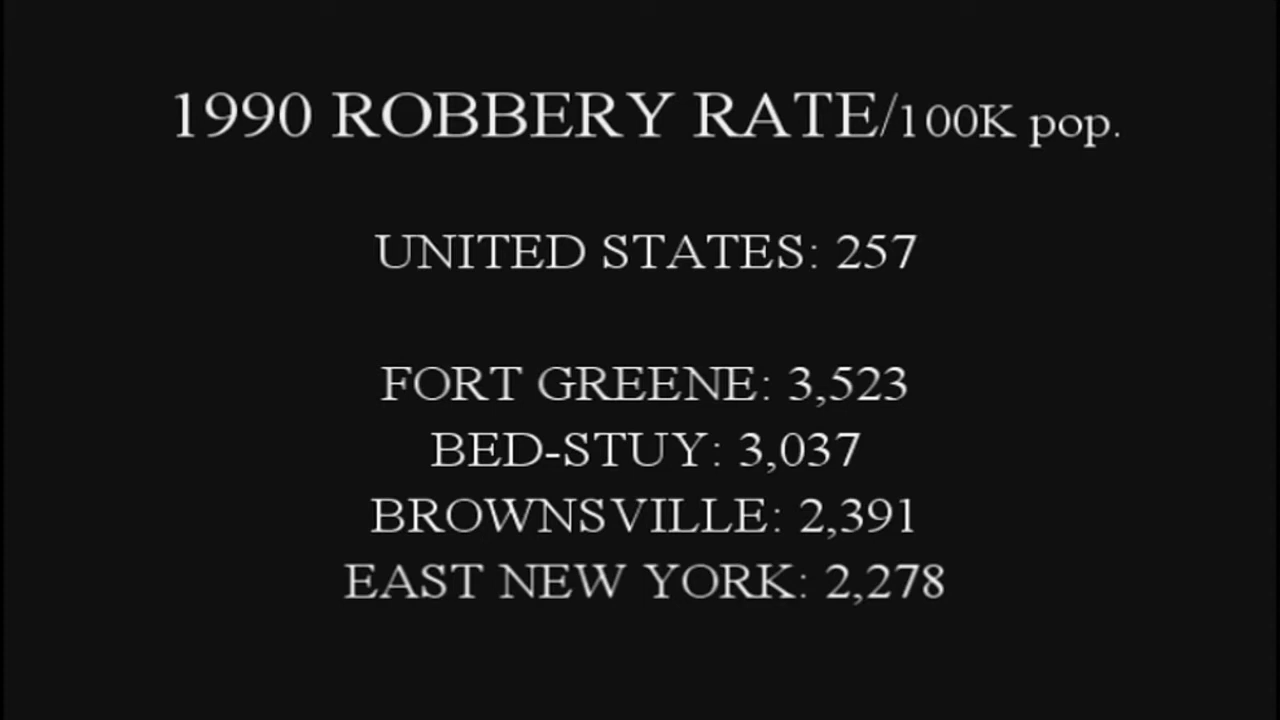 1990 ROBBERY RATE/100K pop.
UNITED STATES: 257
FORT GREENE: 3,523
BED-STUY: 3,037
BROWNSVILLE: 2,391
EAST NEW YORK: 2,278